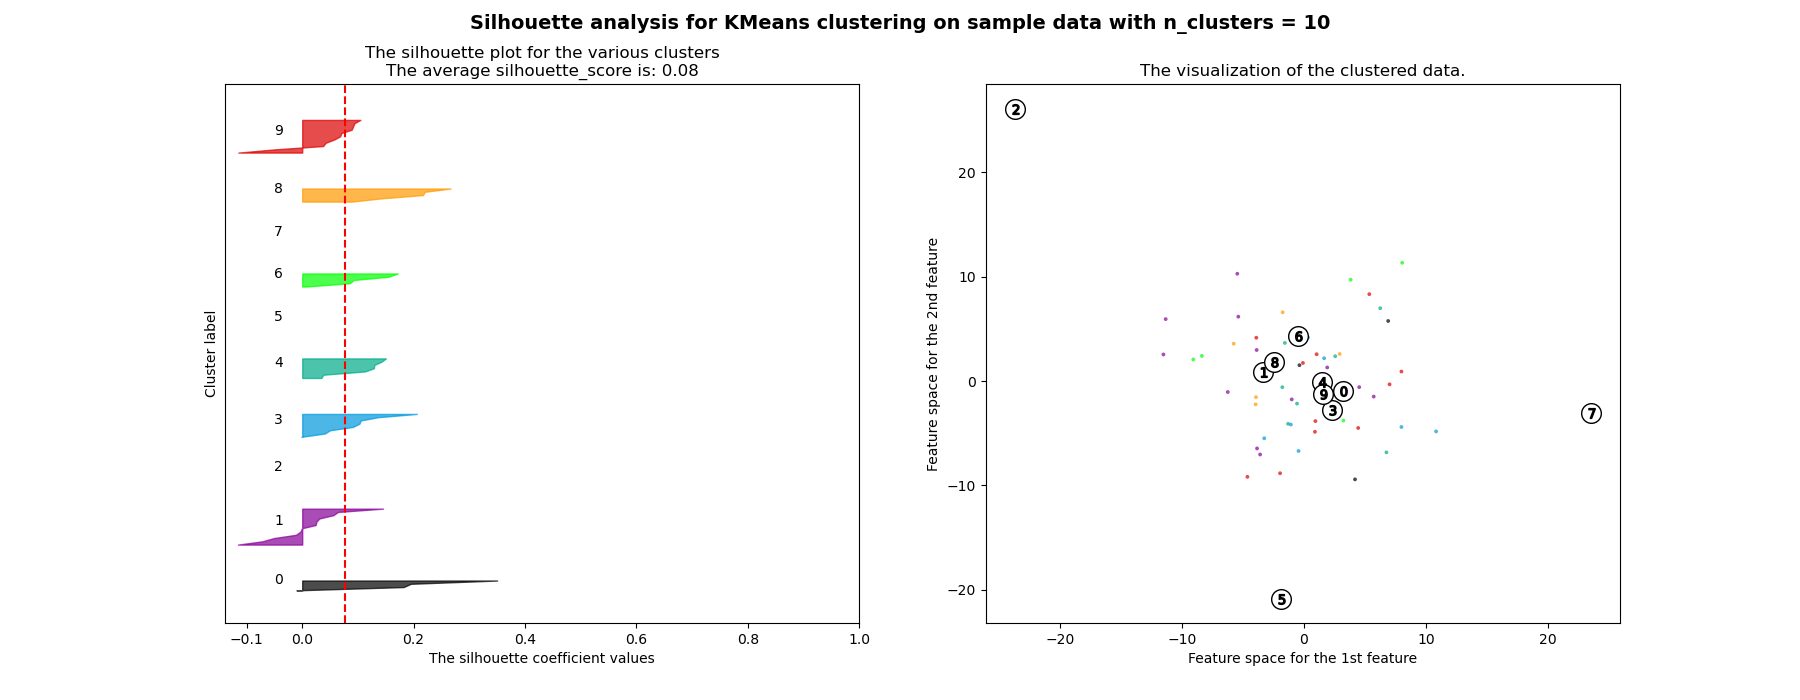 Silhouette analysis for KMeans clustering on sample data with n_clusters = 10
The silhouette plot for the various clusters
The average silhouette_score is: 0.08
Cluster label
9
8
7
6
5
4
3
2
1
0
−0.1 0.0 0.2 0.4 0.6 0.8 1.0
The silhouette coefficient values
The visualization of the clustered data.
Feature space for the 2nd feature
20
10
0
−10
−20
2
6
8
1
4
0
9
3
7
5
−20 −10 0 10 20
Feature space for the 1st feature